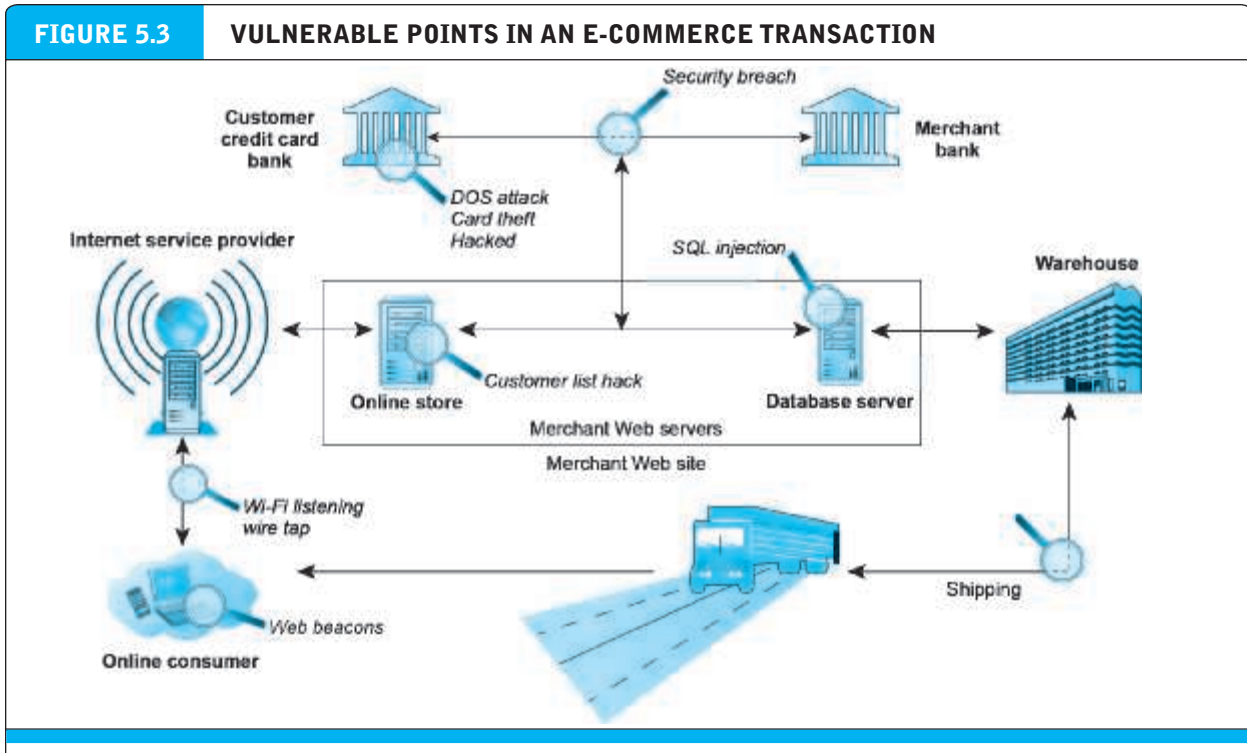 FIGURE 5.3 VULNERABLE POINTS IN AN E-COMMERCE TRANSACTION
Security breach
Customer
credit card
bank
Merchant
bank
DOS attack
Card theft
Hacked
Internet service provider
SQL injection
Warehouse
Customer list hack
Online store
Database server
Merchant Web servers
Merchant Web site
Wi-Fi listening
wire tap
Shipping
Web beacons
Online consumer